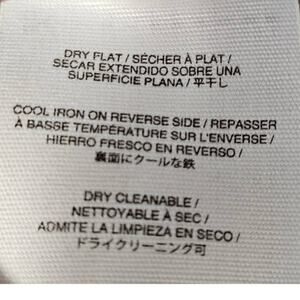 DRY FLAT / SÉCHER À PLAT /
SECAR EXTENDIDO SOBRE UNA
SUPERFICIE PLANA / 平干し
COOL IRON ON REVERSE SIDE / REPASSER
À BASSE TEMPÉRATURE SUR L'ENVERSE /
HIERRO FRESCO EN REVERSO /
裏面にクールな鉄
DRY CLEANABLE /
NETTOYABLE À SEC /
ADMITE LA LIMPIEZA EN SECO /
ドライクリーニング可